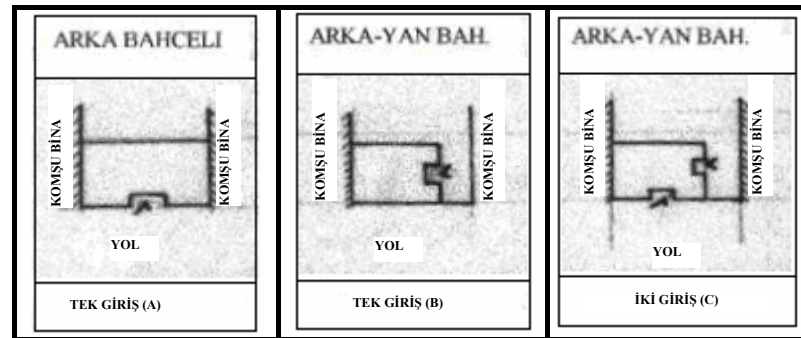 ARKA BAHCELI
KOMŞU BİNA
KOMŞU BİNA
YOL
TEK GİRİŞ (A)
ARKA-YAN BAH.
KOMŞU BİNA
KOMŞU BİNA
YOL
TEK GİRİŞ (B)
ARKA-YAN BAH.
KOMŞU BİNA
KOMŞU BİNA
YOL
İKİ GİRİŞ (C)